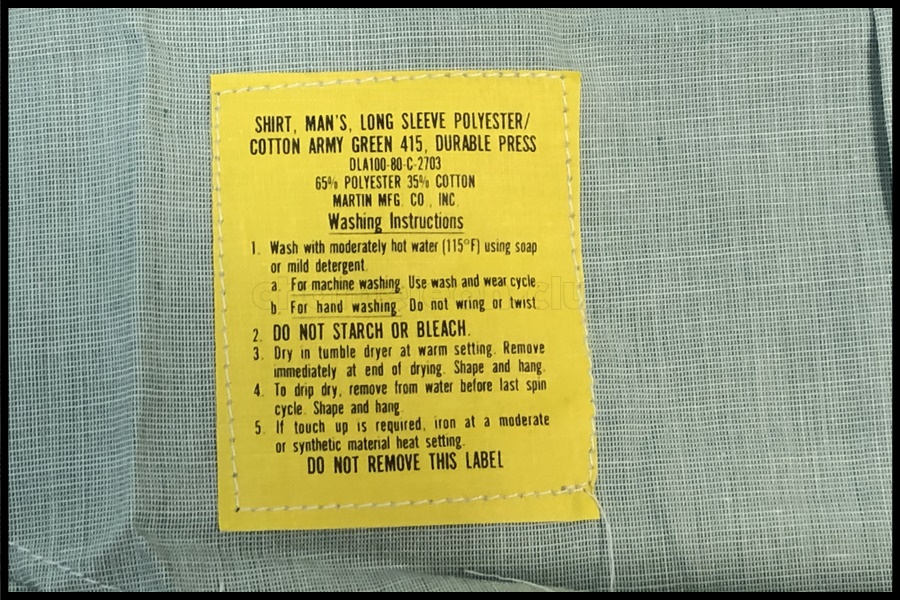 SHIRT, MAN'S, LONG SLEEVE POLYESTER/
COTTON ARMY GREEN 415, DURABLE PRESS
DLA100-80-C-2703
65% POLYESTER 35% COTTON
MARTIN MFG. CO., INC.
Washing Instructions
1. Wash with moderately hot water (115°F) using soap
or mild detergent.
a. For machine washing. Use wash and wear cycle
b. For hand washing. Do not wring or twist
2. DO NOT STARCH OR BLEACH.
3. Dry in tumble dryer at warm setting. Remove
immediately at end of drying. Shape and hang.
4. To drip dry, remove from water before last spin
cycle. Shape and hang.
5. If touch up is required, iron at a moderate
or synthetic material heat setting.
DO NOT REMOVE THIS LABEL